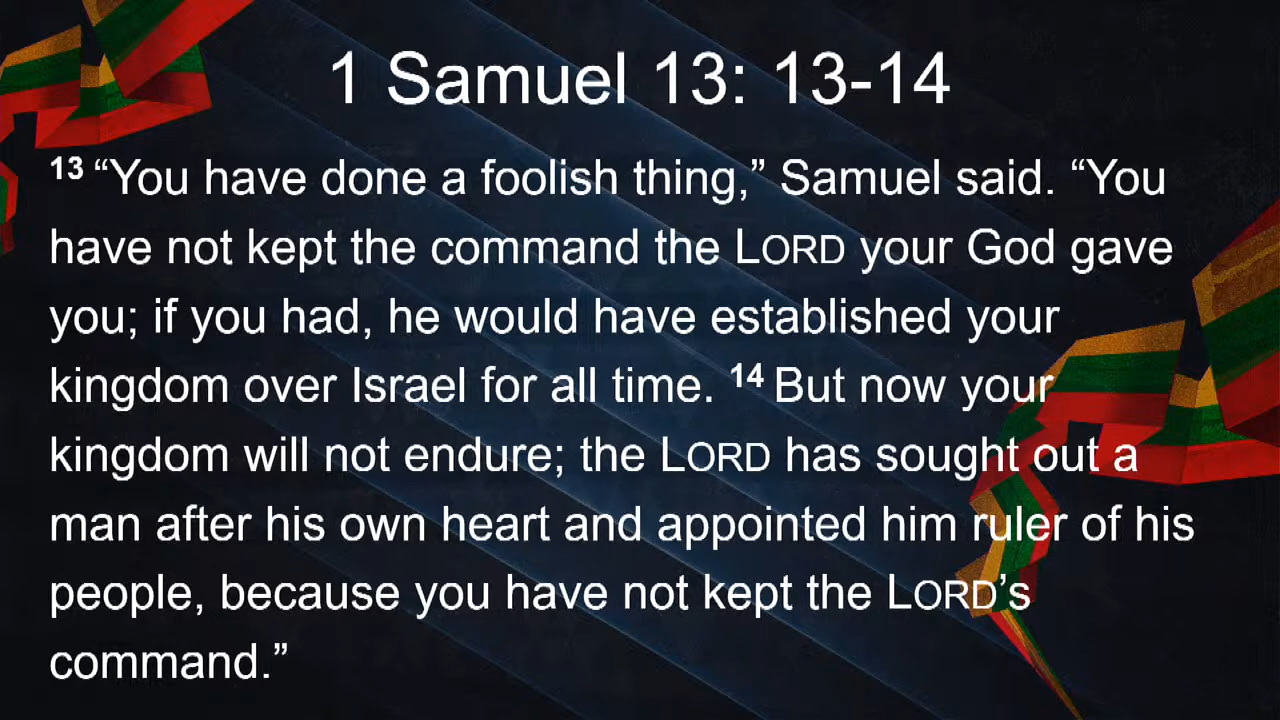 1 Samuel 13: 13-14
13 “You have done a foolish thing,” Samuel said. “You
have not kept the command the LORD your God gave
you; if you had, he would have established your
kingdom over Israel for all time. 14 But now your
kingdom will not endure; the LORD has sought out a
man after his own heart and appointed him ruler of his
people, because you have not kept the LORD’s
command.”